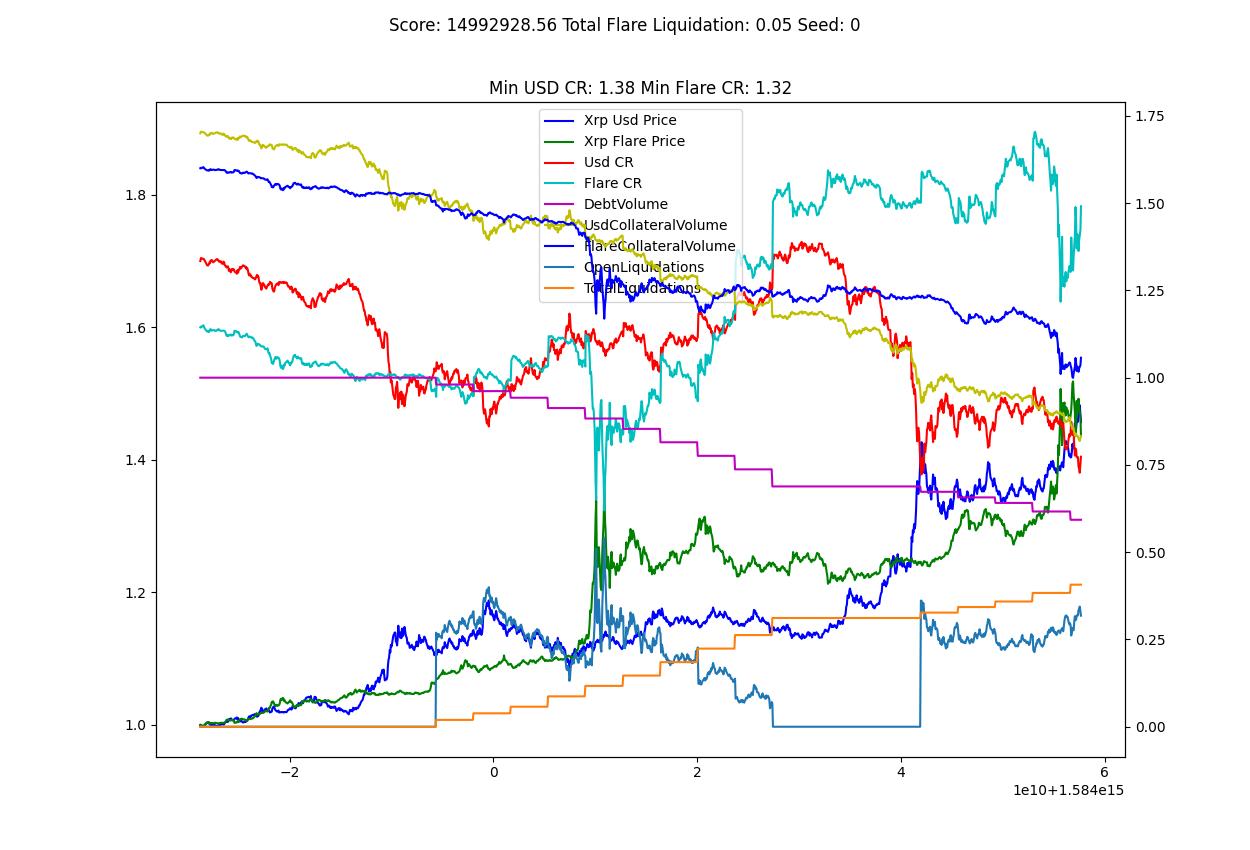 Score: 14992928.56 Total Flare Liquidation: 0.05 Seed: 0
Min USD CR: 1.38 Min Flare CR: 1.32
Xrp Usd Price
Xrp Flare Price
Usd CR
Flare CR
DebtVolume
UsdCollateralVolume
FlareCollateralVolume
OpenLiquidations
TotalLiquidations
1.8
1.6
1.4
1.2
1.0
1.75
1.50
1.25
1.00
0.75
0.50
0.25
0.00
−2 0 2 4 6
1e10+1.584e15